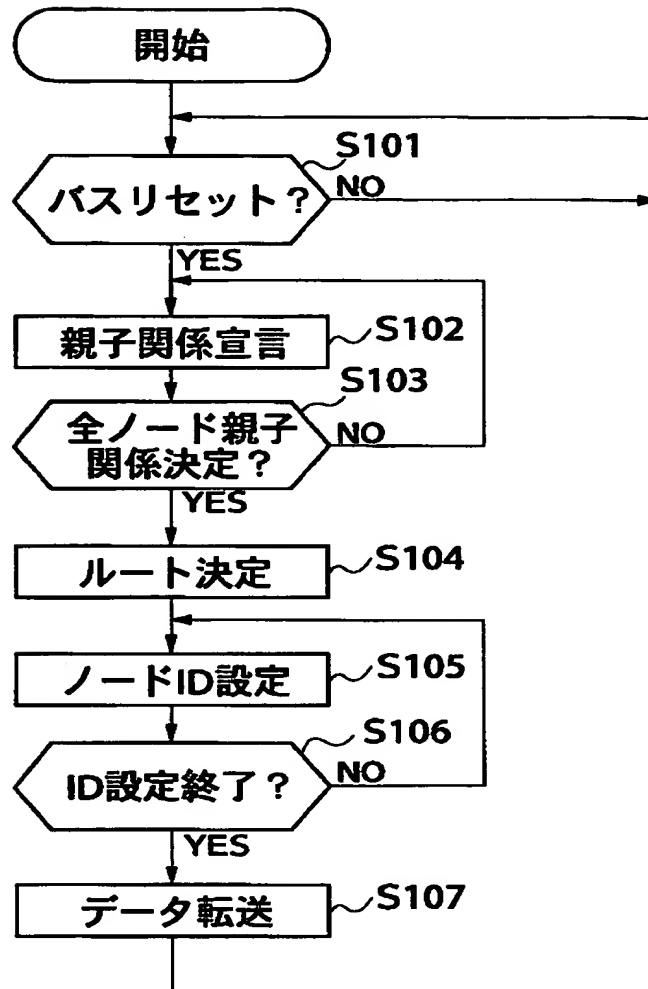 開始
S101
バスリセット？
NO
YES
親子関係宣言
S102
S103
全ノード親子
関係決定？
NO
YES
ルート決定
S104
ノードID設定
S105
S106
ID設定終了？
NO
YES
データ転送
S107